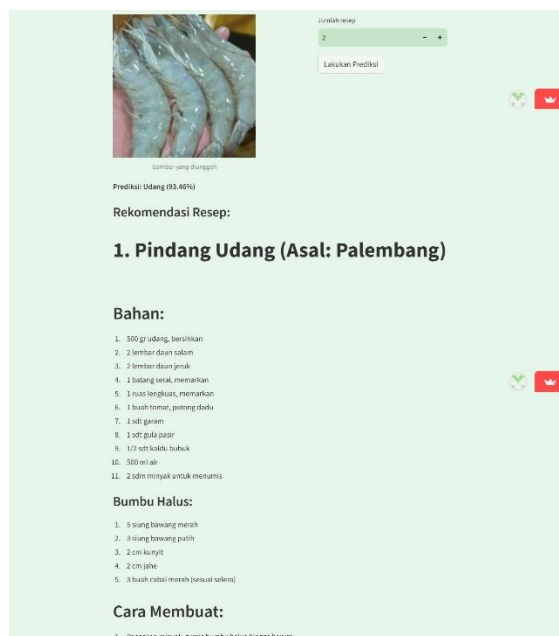 Jumlah resep
2
- +
Lakukan Prediksi
Gambar yang diunggah
Prediksi: Udang (93.46%)
Rekomendasi Resep:
1. Pindang Udang (Asal: Palembang)
Bahan:
1. 500 gr udang, bersihkan
2. 2 lembar daun salam
3. 2 lembar daun jeruk
4. 1 batang serai, memarkan
5. 1 ruas lengkuas, memarkan
6. 1 buah tomat, potong dadu
7. 1 sdt garam
8. 1 sdt gula pasir
9. 1/2 sdt kaldu bubuk
10. 500 ml air
11. 2 sdm minyak untuk menumis
Bumbu Halus:
1. 5 siung bawang merah
2. 3 siung bawang putih
3. 2 cm kunyit
4. 2 cm jahe
5. 3 buah cabai merah (sesuai selera)
Cara Membuat: